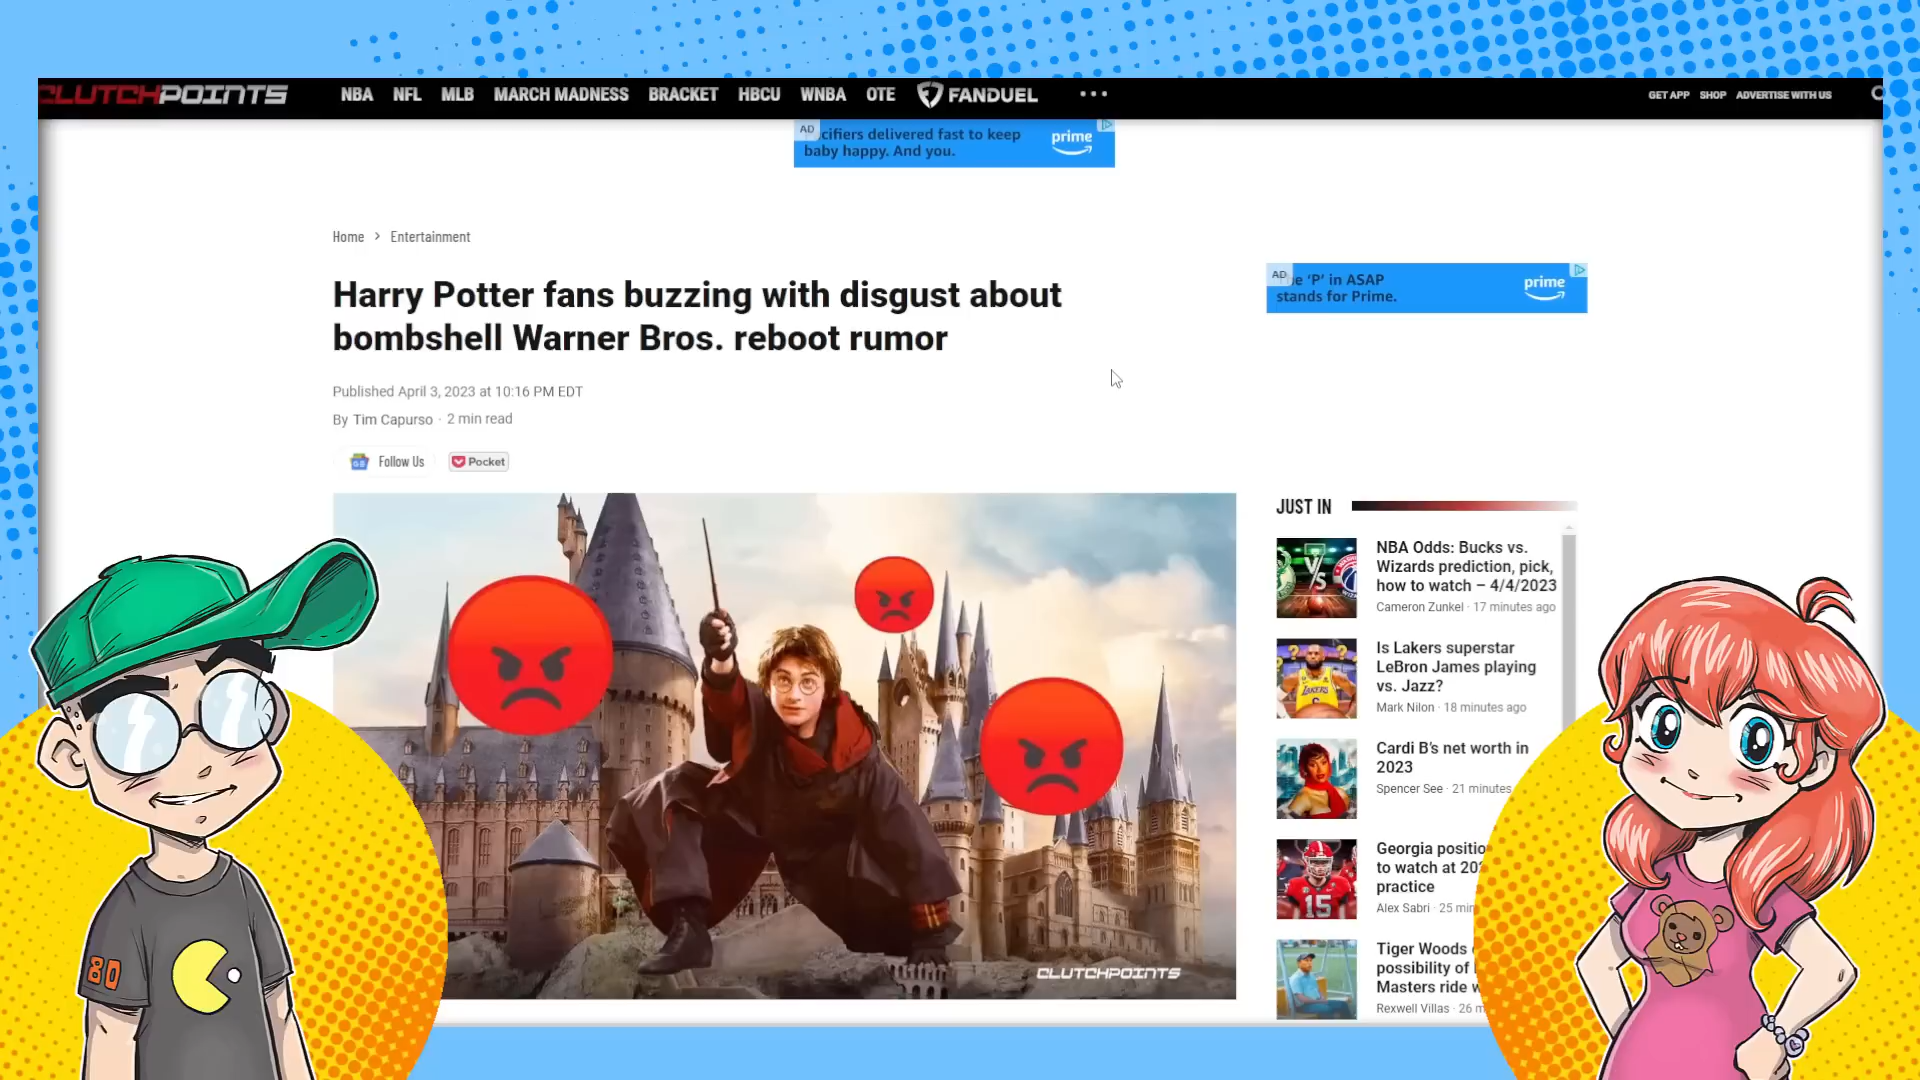 CLUTCHPOINTS NBA NFL MLB MARCH MADNESS BRACKET HBCU WNBA OTE FANDUEL ••• GET APP SHOP ADVERTISE WITH US
AD
cifiers delivered fast to keep
baby happy. And you.
prime
Home > Entertainment
Harry Potter fans buzzing with disgust about
bombshell Warner Bros. reboot rumor
Published April 3, 2023 at 10:16 PM EDT
By Tim Capurso · 2 min read
Follow Us
Pocket
AD
e 'P' in ASAP
stands for Prime.
prime
CLUTCHPOINTS
JUST IN
NBA Odds: Bucks vs.
Wizards prediction, pick,
how to watch – 4/4/2023
Cameron Zunkel · 17 minutes ago
VS
Is Lakers superstar
LeBron James playing
vs. Jazz?
Mark Nilon · 18 minutes ago
LAKERS
Cardi B's net worth in
2023
Spencer See · 21 minutes
Georgia positio
to watch at 202
practice
Alex Sabri · 25 min
15
Tiger Woods
possibility of
Masters ride w
Rexwell Villas · 26 m
80